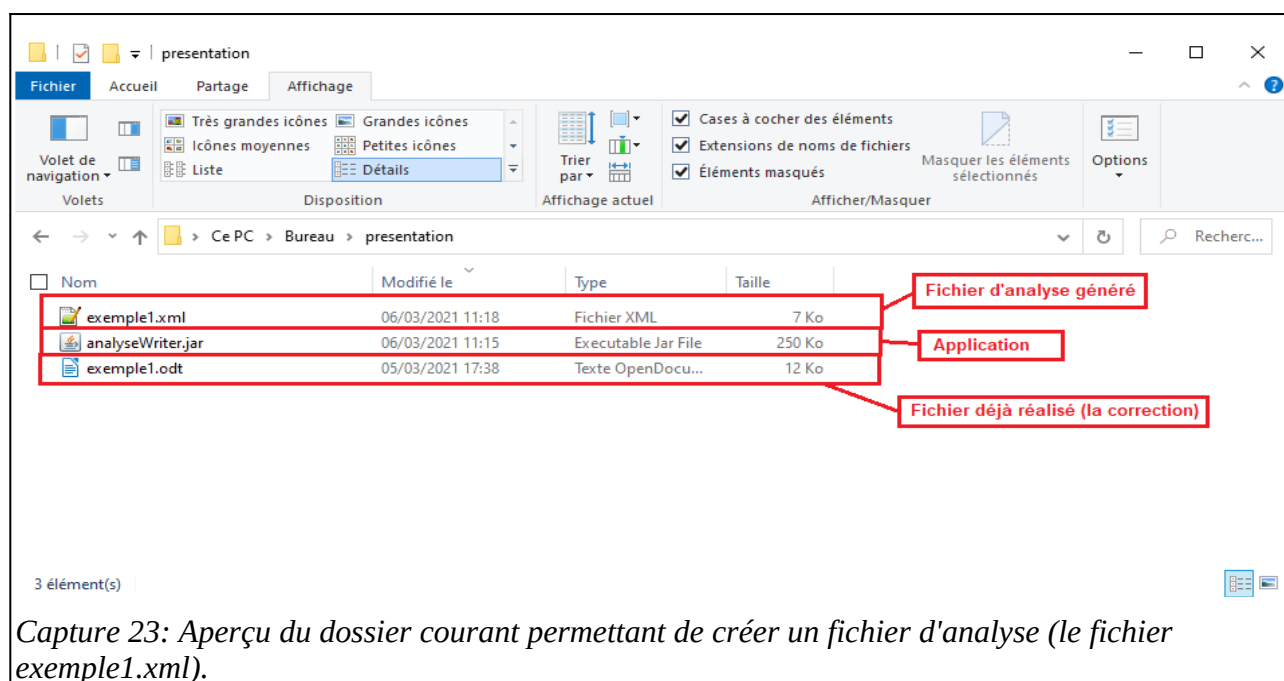 presentation
Fichier Accueil Partage Affichage
Très grandes icônes Grandes icônes
Icônes moyennes Petites icônes
Liste Détails
Volet de navigation
Trier par
Cases à cocher des éléments
Extensions de noms de fichiers
Éléments masqués
Masquer les éléments sélectionnés
Options
Volets Disposition Affichage actuel Afficher/Masquer
Ce PC > Bureau > presentation Recherc...
Nom Modifié le Type Taille
Fichier d'analyse généré
exemple1.xml 06/03/2021 11:18 Fichier XML 7 Ko
analyseWriter.jar 06/03/2021 11:15 Executable Jar File 250 Ko
Application
exemple1.odt 05/03/2021 17:38 Texte OpenDocu... 12 Ko
Fichier déjà réalisé (la correction)
3 élément(s)
Capture 23: Aperçu du dossier courant permettant de créer un fichier d'analyse (le fichier
exemple1.xml).